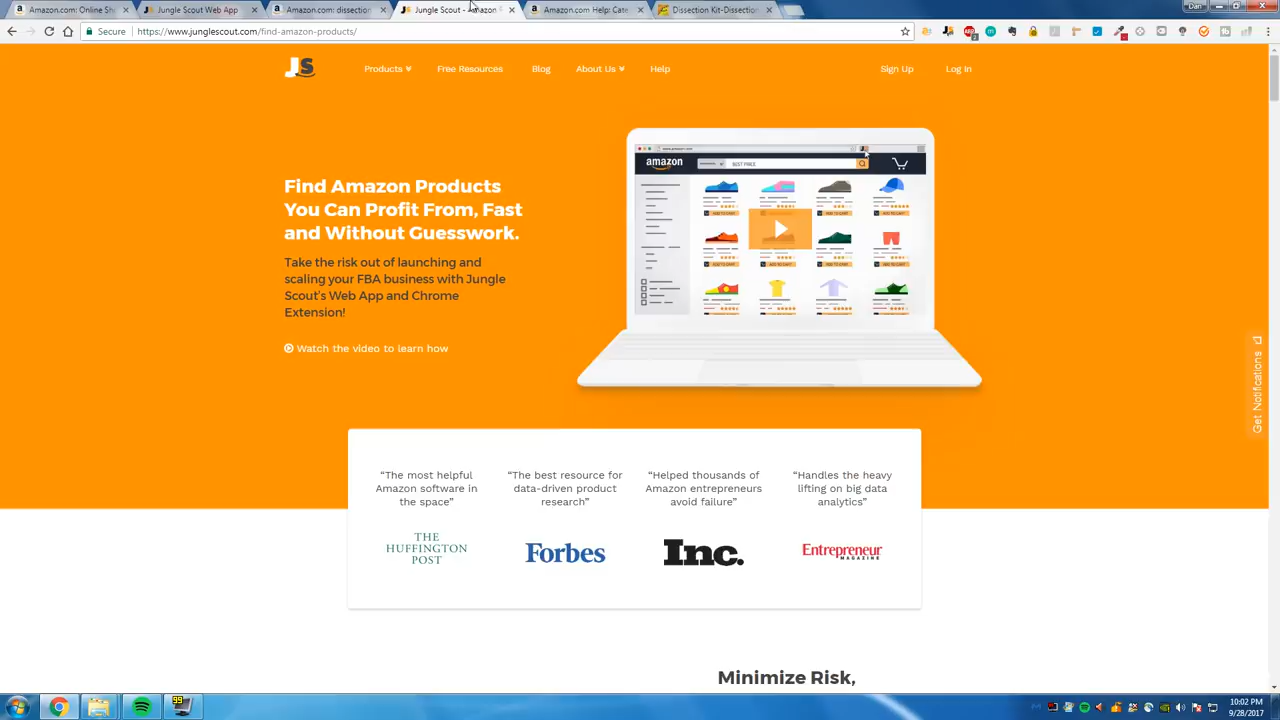 Amazon.com: Online Sh
Jungle Scout Web App
Amazon.com: dissection
Jungle Scout - Amazon
Amazon.com Help: Cate
Dissection Kit-Dissection
Dan
Secure
https://www.junglescout.com/find-amazon-products/
JS
Products
Free Resources
Blog
About Us
Help
Sign Up
Log In
amazon
BEST PRICE
Find Amazon Products
You Can Profit From, Fast
and Without Guesswork.
Take the risk out of launching and
scaling your FBA business with Jungle
Scout's Web App and Chrome
Extension!
Watch the video to learn how
Get Notifications
“The most helpful
Amazon software in
the space”
THE
HUFFINGTON
POST
“The best resource for
data-driven product
research”
Forbes
“Helped thousands of
Amazon entrepreneurs
avoid failure”
Inc.
“Handles the heavy
lifting on big data
analytics”
Entrepreneur
MAGAZINE
Minimize Risk,
10:02 PM
9/28/2017